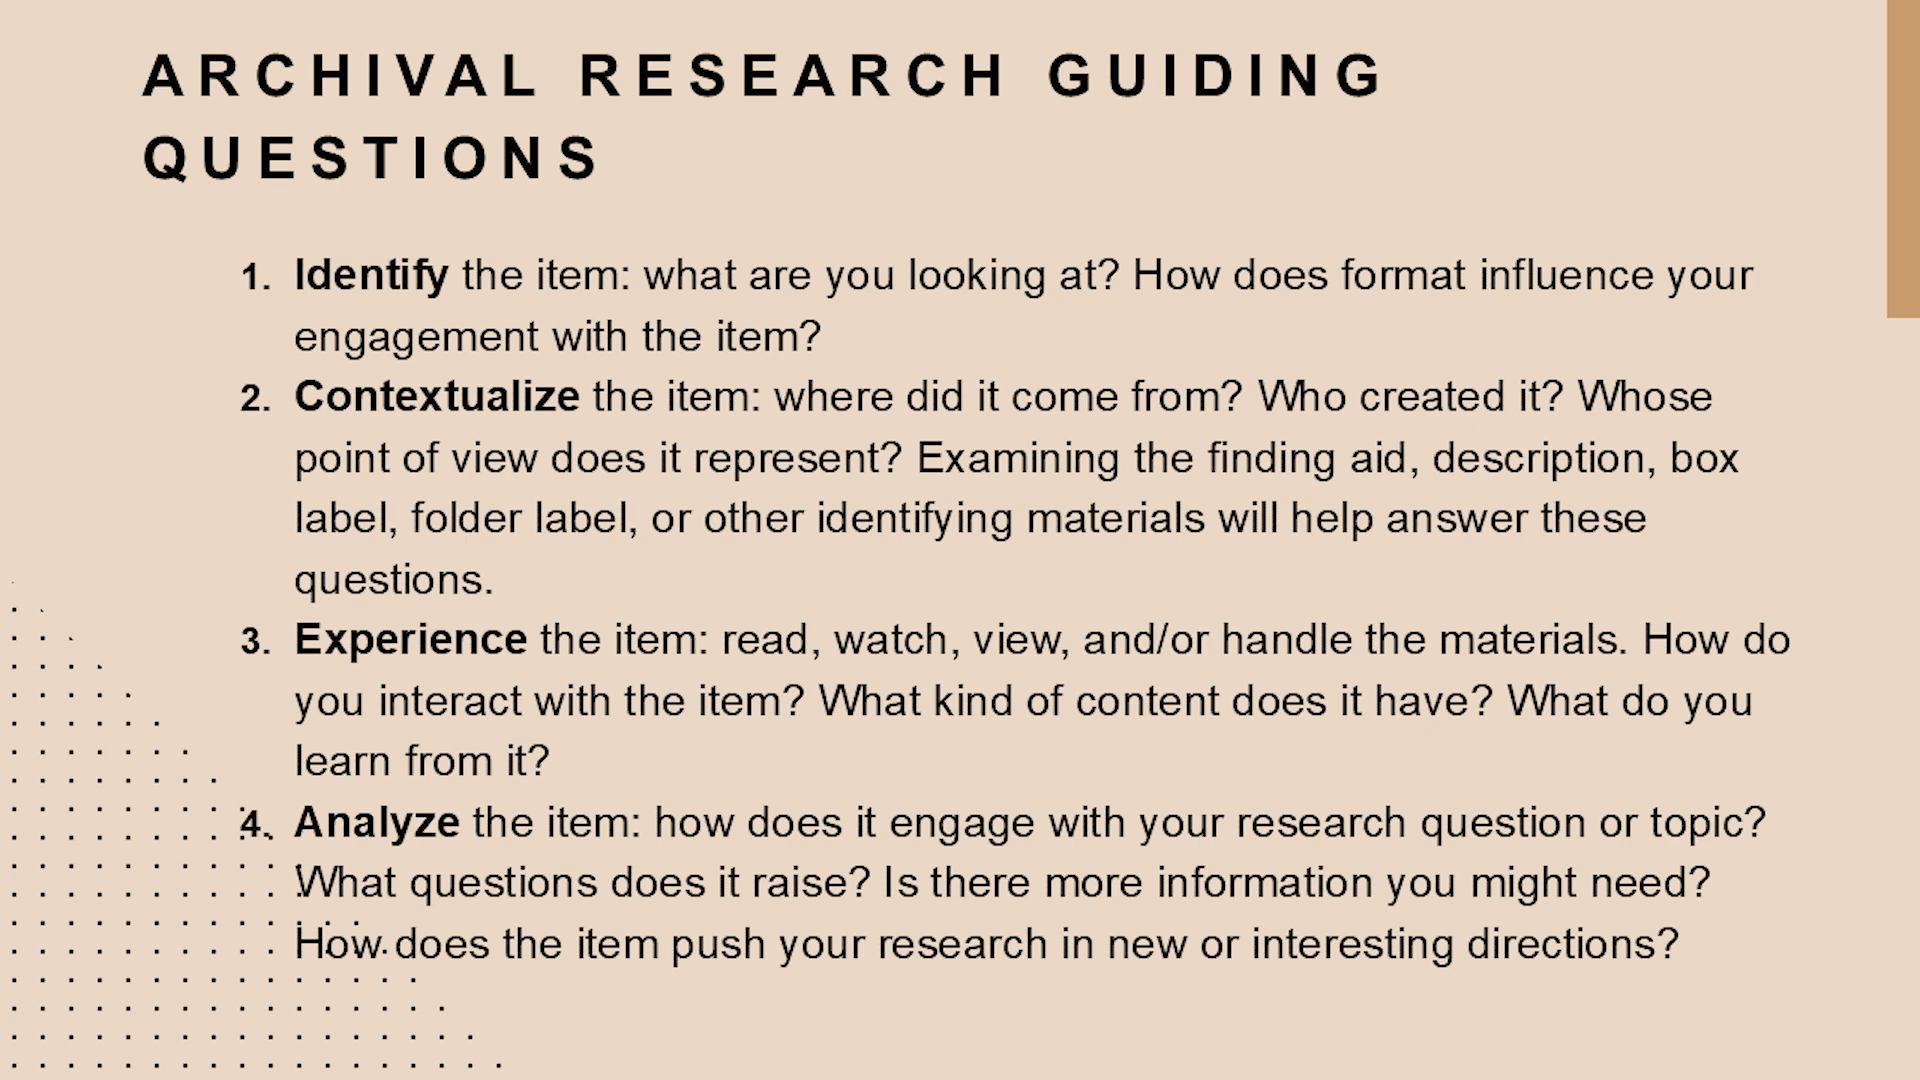 ARCHIVAL RESEARCH GUIDING
QUESTIONS
1. Identify the item: what are you looking at? How does format influence your
engagement with the item?
2. Contextualize the item: where did it come from? Who created it? Whose
point of view does it represent? Examining the finding aid, description, box
label, folder label, or other identifying materials will help answer these
questions.
3. Experience the item: read, watch, view, and/or handle the materials. How do
you interact with the item? What kind of content does it have? What do you
learn from it?
4. Analyze the item: how does it engage with your research question or topic?
What questions does it raise? Is there more information you might need?
How does the item push your research in new or interesting directions?